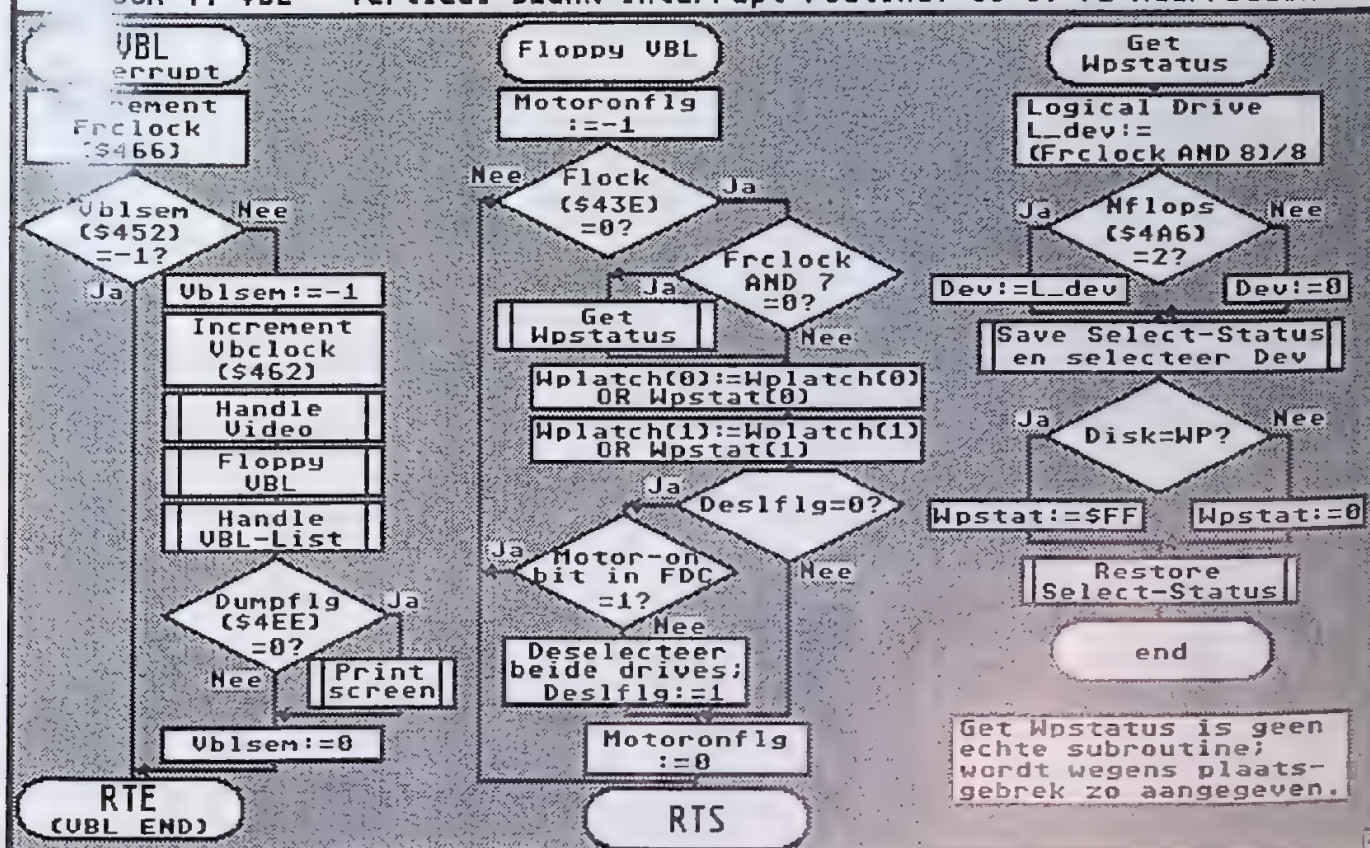 Vertical Blank Interrupt
VBL
errupt
rement
Frclock
($466)
Vblsem
($452)
=-1?
Nee
Ja
Vblsem:=-1
Increment
Vbclock
($462)
Handle
Video
Floppy
VBL
Handle
VBL-List
Dumpflg
($4EE)
=0?
Ja
Nee
Print
screen
Vblsem:=0
RTE
(VBL END)
Floppy VBL
Motoronflg
:=-1
Nee
Flock
($43E)
=0?
Ja
Frclock
AND 7
=0?
Ja
Get
Wpstatus
Nee
Wplatch(0):=Wplatch(0)
OR Wpstat(0)
Wplatch(1):=Wplatch(1)
OR Wpstat(1)
Ja
Deslflg=0?
Ja
Motor-on
bit in FDC
=1?
Nee
Nee
Deselecteer
beide drives;
Deslflg:=1
Motoronflg
:=0
RTS
Get
Wpstatus
Logical Drive
L_dev:=
(Frclock AND 8)/8
Ja
Nflops
($4A6)
=2?
Nee
Dev:=L_dev
Dev:=0
Save Select-Status
en selecteer Dev
Ja
Disk=WP?
Nee
Wpstat:=$FF
Wpstat:=0
Restore
Select-Status
end
Get Wpstatus is geen
echte subroutine;
wordt wegens plaats-
gebrek zo aangegeven.